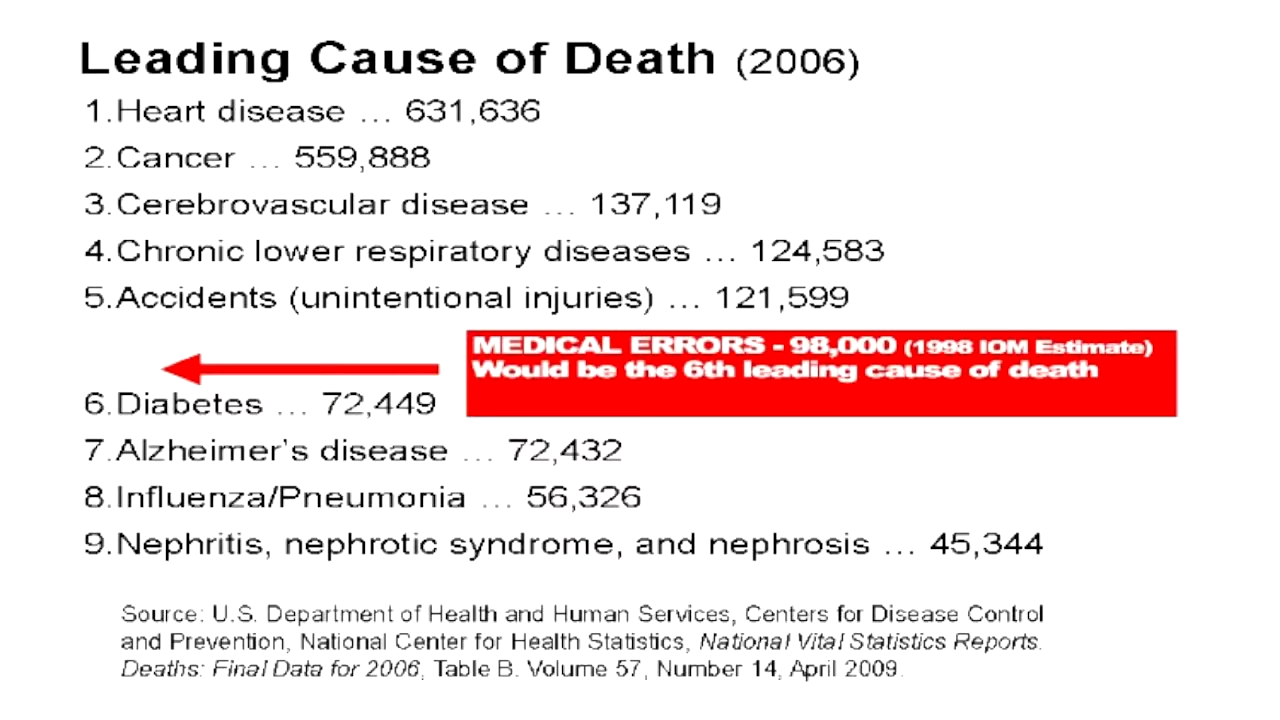 Leading Cause of Death (2006)
1.Heart disease ... 631,636
2.Cancer ... 559,888
3.Cerebrovascular disease ... 137,119
4.Chronic lower respiratory diseases ... 124,583
5.Accidents (unintentional injuries) ... 121,599
MEDICAL ERRORS - 98,000 (1998 IOM Estimate)
Would be the 6th leading cause of death
6.Diabetes ... 72,449
7.Alzheimer's disease ... 72,432
8.Influenza/Pneumonia ... 56,326
9.Nephritis, nephrotic syndrome, and nephrosis ... 45,344
Source: U.S. Department of Health and Human Services, Centers for Disease Control
and Prevention, National Center for Health Statistics, National Vital Statistics Reports.
Deaths: Final Data for 2006, Table B. Volume 57, Number 14, April 2009.